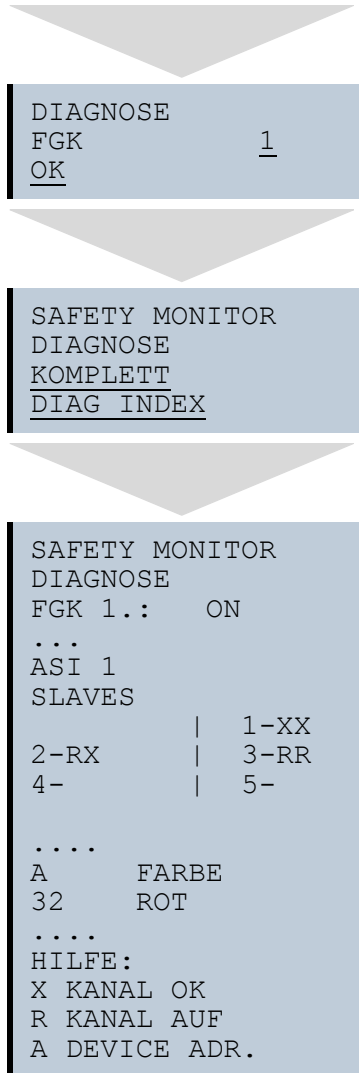 DIAGNOSE
FGK 1
OK
SAFETY MONITOR
DIAGNOSE
KOMPLETT
DIAG INDEX
SAFETY MONITOR
DIAGNOSE
FGK 1.: ON
...
ASI 1
SLAVES
| 1-XX
2-RX | 3-RR
4- | 5-
....
A FARBE
32 ROT
....
HILFE:
X KANAL OK
R KANAL AUF
A DEVICE ADR.